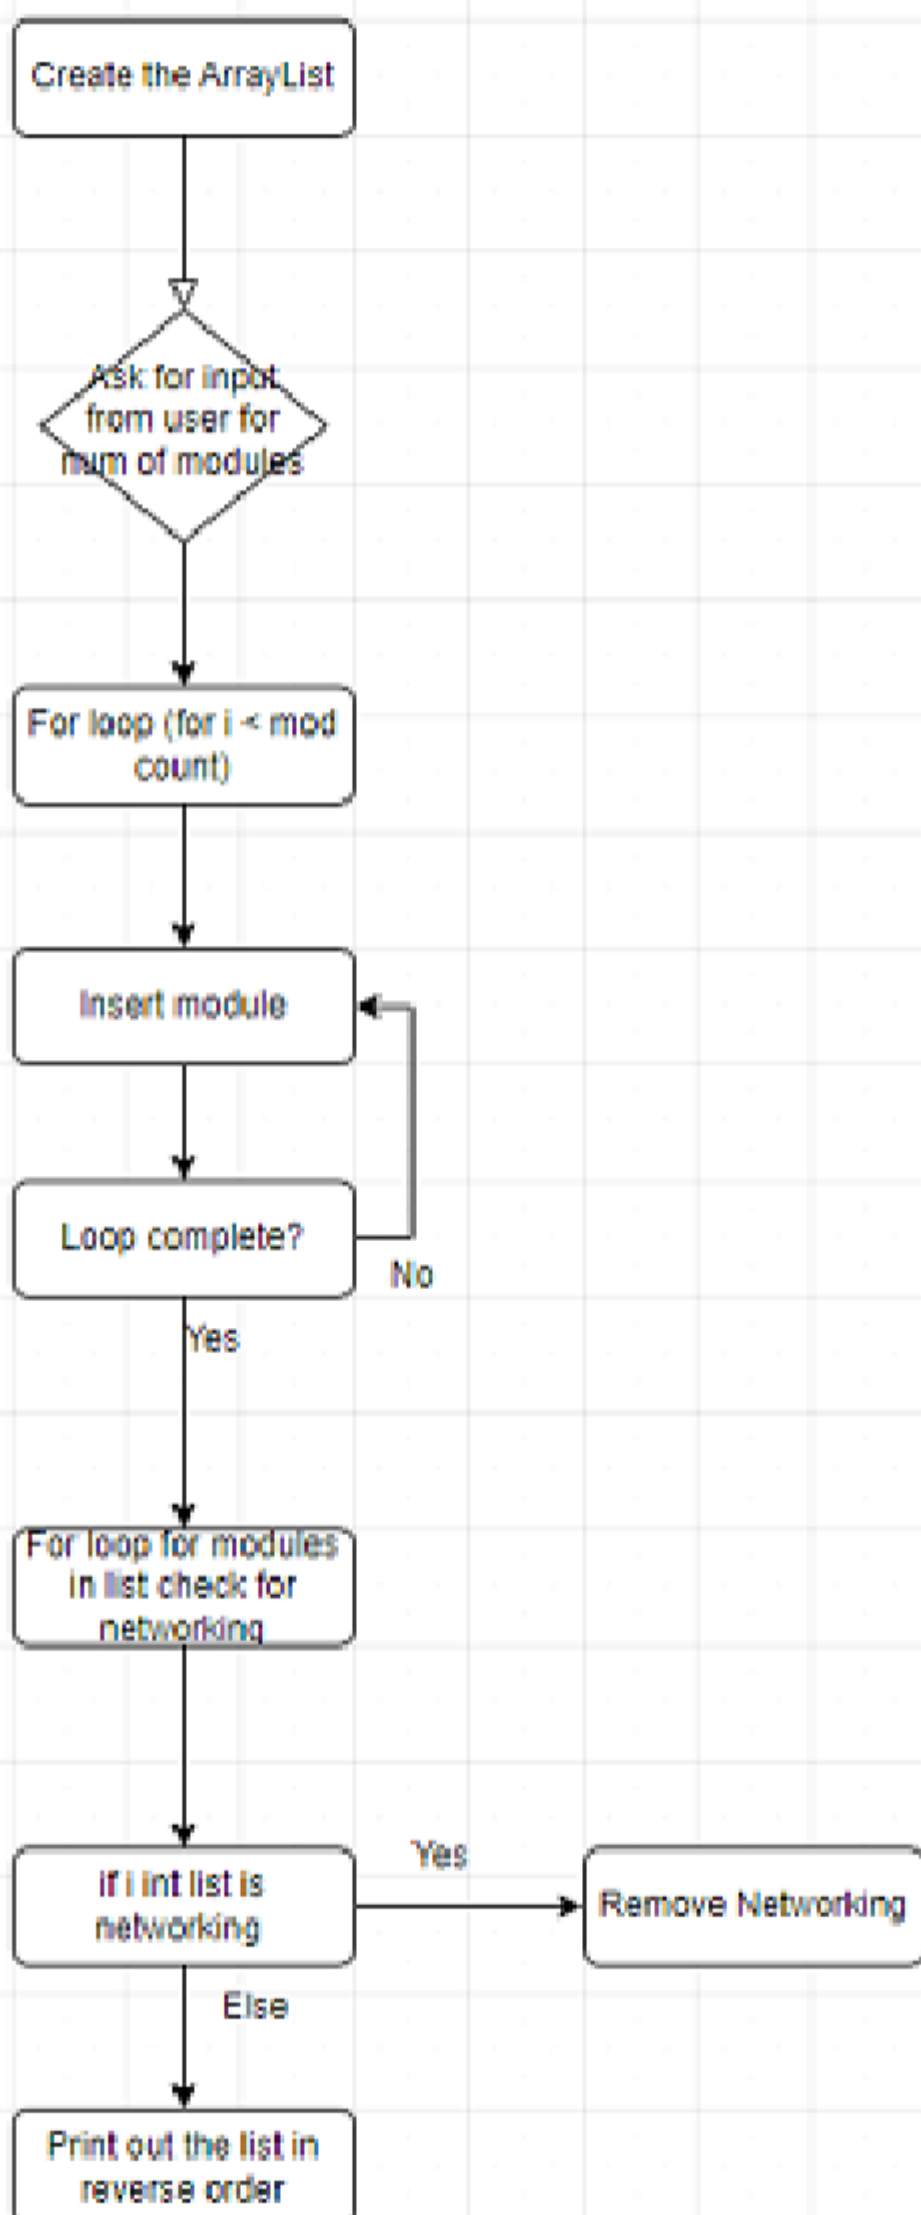 Create the ArrayList
Ask for input
from user for
num of modules
For loop (for i < mod
count)
Insert module
Loop complete?
No
Yes
For loop for modules
in list check for
networking
if i int list is
networking
Yes
Remove Networking
Else
Print out the list in
reverse order